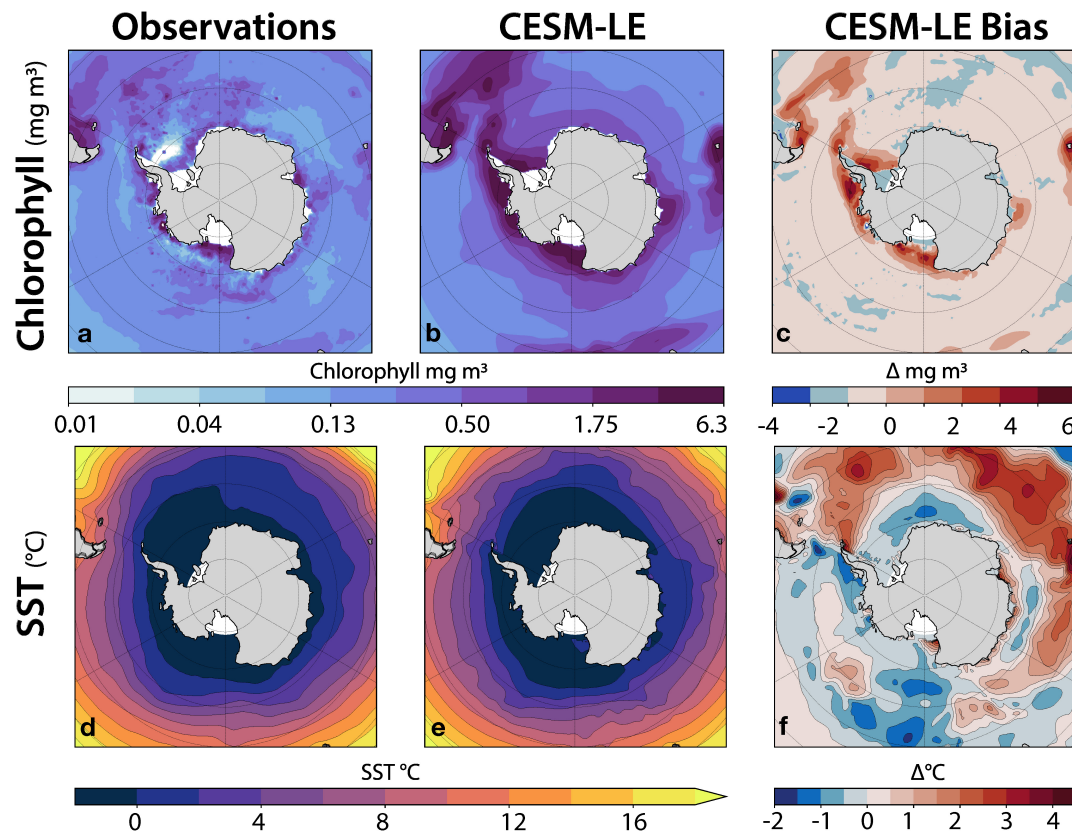 Observations
CESM-LE
CESM-LE Bias
Chlorophyll (mg m³)
a
b
c
Chlorophyll mg m³
Δ mg m³
0.01 0.04 0.13 0.50 1.75 6.3
-4 -2 0 2 4 6
SST (°C)
d
e
f
SST °C
Δ°C
0 4 8 12 16
-2 -1 0 1 2 3 4